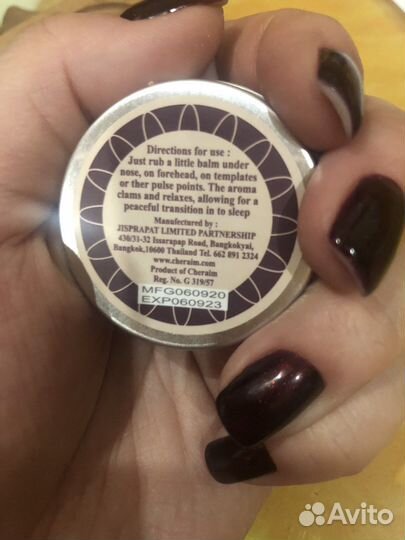 Directions for use :
Just rub a little balm under
nose, on forehead, on templates
or ther pulse points. The aroma
clams and relaxes, allowing for a
peaceful transition in to sleep
Manufactured by :
JISPRAPAT LIMITED PARTNERSHIP
430/31-32 Issarapap Road, Bangkokyai,
Bangkok,10600 Thailand Tel. 662 891 2324
www.cheraim.com
Product of Cheraim
Reg. No. G 319/57
MFG060920
EXP060923
Avito